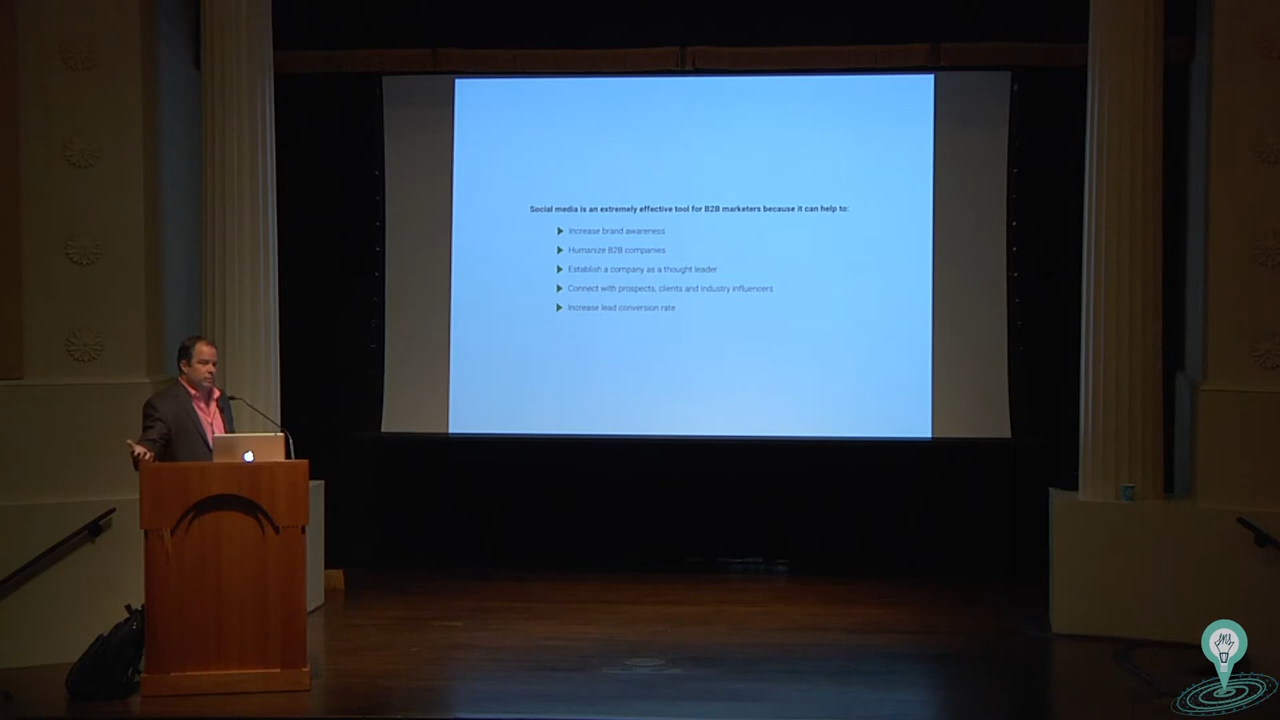 Social media is an extremely effective tool for B2B marketers because it can help to:
Increase brand awareness
Humanize B2B companies
Establish a company as a thought leader
Connect with prospects, clients and industry influencers
Increase lead conversion rate